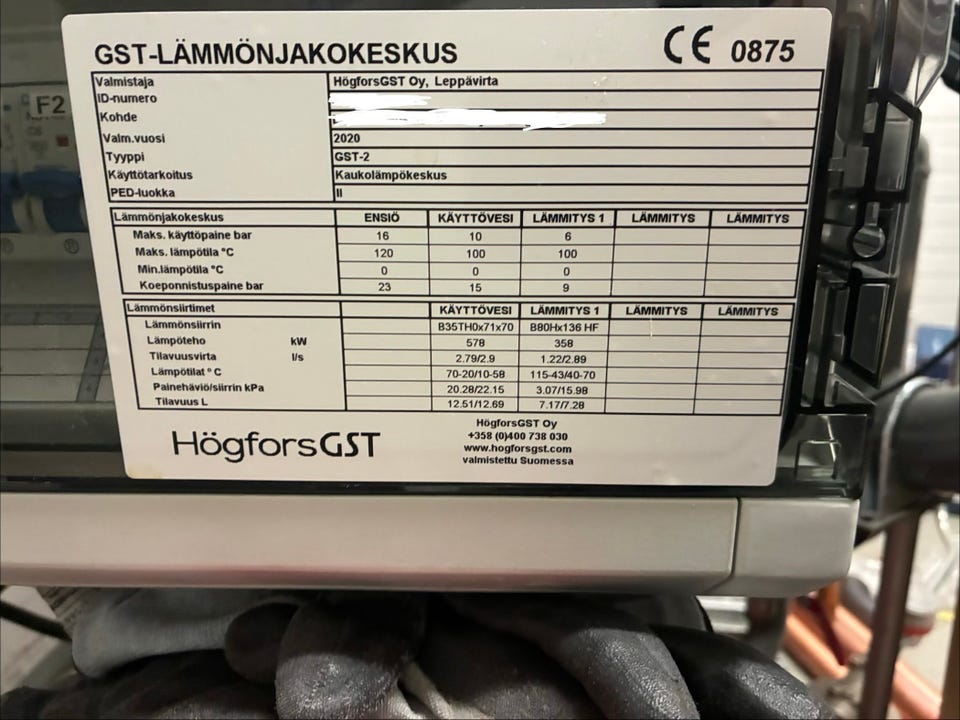 GST-LÄMMÖNJAKOKESKUS CE 0875
Valmistaja HögforsGST Oy, Leppävirta
ID-numero
Kohde
Valm.vuosi 2020
Tyyppi GST-2
Käyttötarkoitus Kaukolämpökeskus
PED-luokka II
F2
Lämmönjakokeskus ENSIÖ KÄYTTÖVESI LÄMMITYS 1 LÄMMITYS LÄMMITYS
Maks. käyttöpaine bar 16 10 6
Maks. lämpötila °C 120 100 100
Min.lämpötila °C 0 0 0
Koeponnistuspaine bar 23 15 9
Lämmönsiirtimet KÄYTTÖVESI LÄMMITYS 1 LÄMMITYS LÄMMITYS
Lämmönsiirrin B35TH0x71x70 B80Hx136 HF
Lämpöteho kW 578 358
Tilavuusvirta l/s 2.79/2.9 1.22/2.89
Lämpötilat °C 70-20/10-58 115-43/40-70
Painehäviö/siirrin kPa 20.28/22.15 3.07/15.98
Tilavuus L 12.51/12.69 7.17/7.28
HögforsGST
HögforsGST Oy
+358 (0)400 738 030
www.hogforsgst.com
valmistettu Suomessa